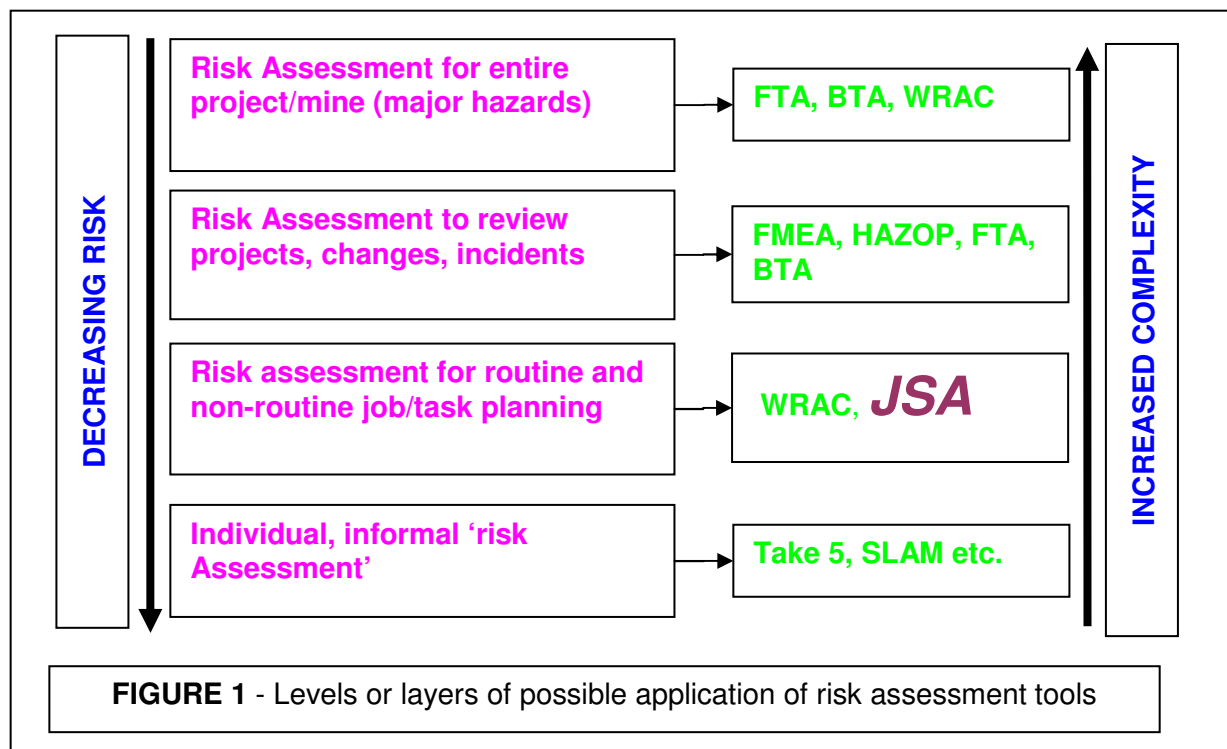 DECREASING RISK
Risk Assessment for entire
project/mine (major hazards)
FTA, BTA, WRAC
Risk Assessment to review
projects, changes, incidents
FMEA, HAZOP, FTA,
BTA
Risk assessment for routine and
non-routine job/task planning
WRAC, JSA
Individual, informal ‘risk
Assessment’
Take 5, SLAM etc.
INCREASED COMPLEXITY
FIGURE 1 - Levels or layers of possible application of risk assessment tools